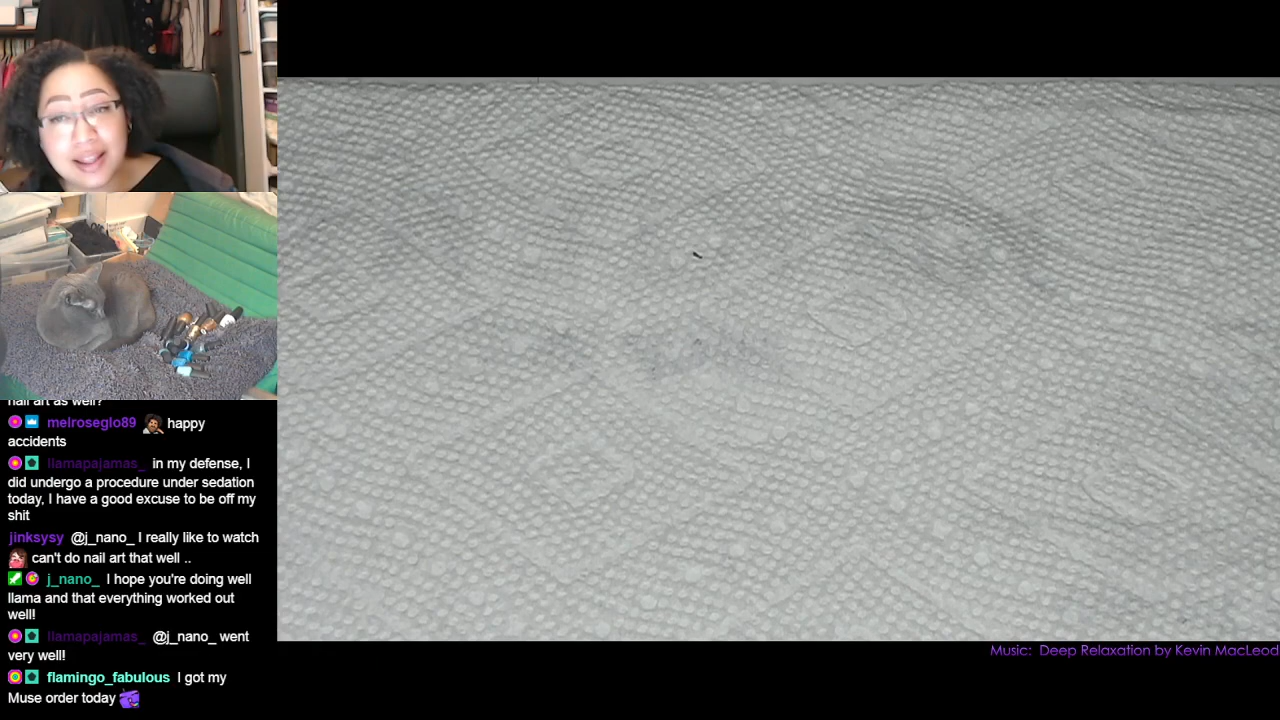 nail art as well?
melroseglo89 happy
accidents
llamapajamas_ in my defense, I
did undergo a procedure under sedation
today, I have a good excuse to be off my
shit
jinksysy @j_nano_ I really like to watch
can't do nail art that well ..
j_nano_ I hope you're doing well
llama and that everything worked out
well!
llamapajamas_ @j_nano_ went
very well!
flamingo_fabulous I got my
Muse order today
Music: Deep Relaxation by Kevin MacLeod